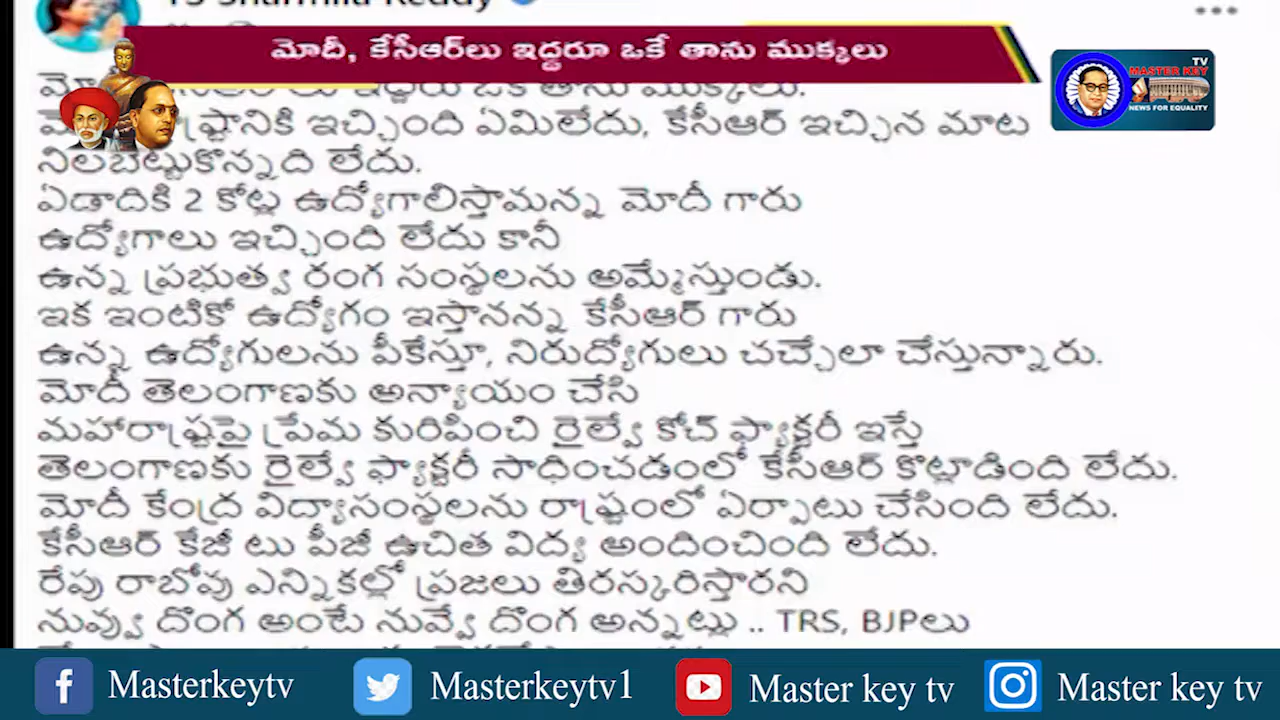 YS Sharmila Reddy
మోదీ, కేసీఆర్‌లు ఇద్దరూ ఒకే తాను ముక్కలు
TV
MASTER KEY
NEWS FOR EQUALITY
ఇచ్చింది ఏమిలేదు, కేసీఆర్ ఇచ్చిన మాట
నిలబెట్టుకొన్నది లేదు.
ఏడాదికి 2 కోట్ల ఉద్యోగాలిస్తామన్న మోదీ గారు
ఉద్యోగాలు ఇచ్చింది లేదు కానీ
ఉన్న ప్రభుత్వ రంగ సంస్థలను అమ్మేస్తుండు.
ఇక ఇంటికో ఉద్యోగం ఇస్తానన్న కేసీఆర్ గారు
ఉన్న ఉద్యోగులను పీకేస్తూ, నిరుద్యోగులు చచ్చేలా చేస్తున్నారు.
మోదీ తెలంగాణకు అన్యాయం చేసి
మహారాష్ట్రపై ప్రేమ కురిపించి రైల్వే కోచ్ ఫ్యాక్టరీ ఇస్తే
తెలంగాణకు రైల్వే ఫ్యాక్టరీ సాధించడంలో కేసీఆర్ కొట్లాడింది లేదు.
మోదీ కేంద్ర విద్యాసంస్థలను రాష్ట్రంలో ఏర్పాటు చేసింది లేదు.
కేసీఆర్ కేజీ టు పీజీ ఉచిత విద్య అందించింది లేదు.
రేపు రాబోవు ఎన్నికల్లో ప్రజలు తిరస్కరిస్తారని
నువ్వు దొంగ అంటే నువ్వే దొంగ అన్నట్లు .. TRS, BJPలు
Masterkeytv
Masterkeytv1
Master key tv
Master key tv